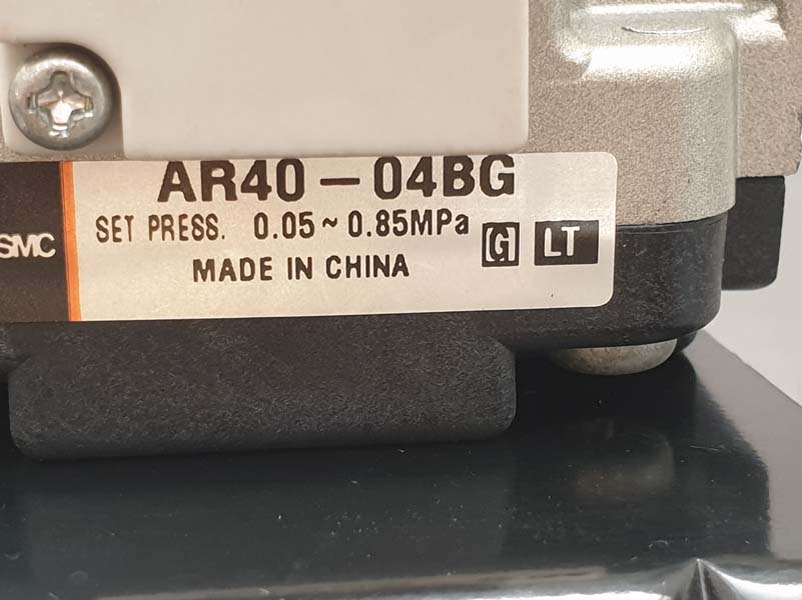 AR40-04BG
SMC
SET PRESS. 0.05~0.85MPa
G LT
MADE IN CHINA